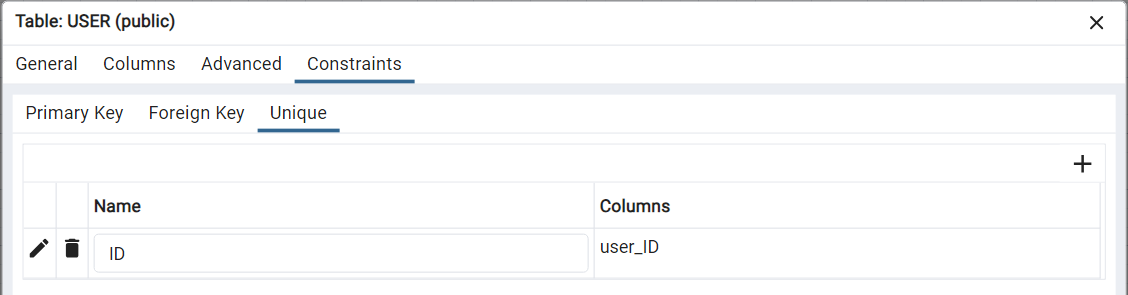 Table: USER (public)
General Columns Advanced Constraints
Primary Key Foreign Key Unique
Name Columns
ID user_ID